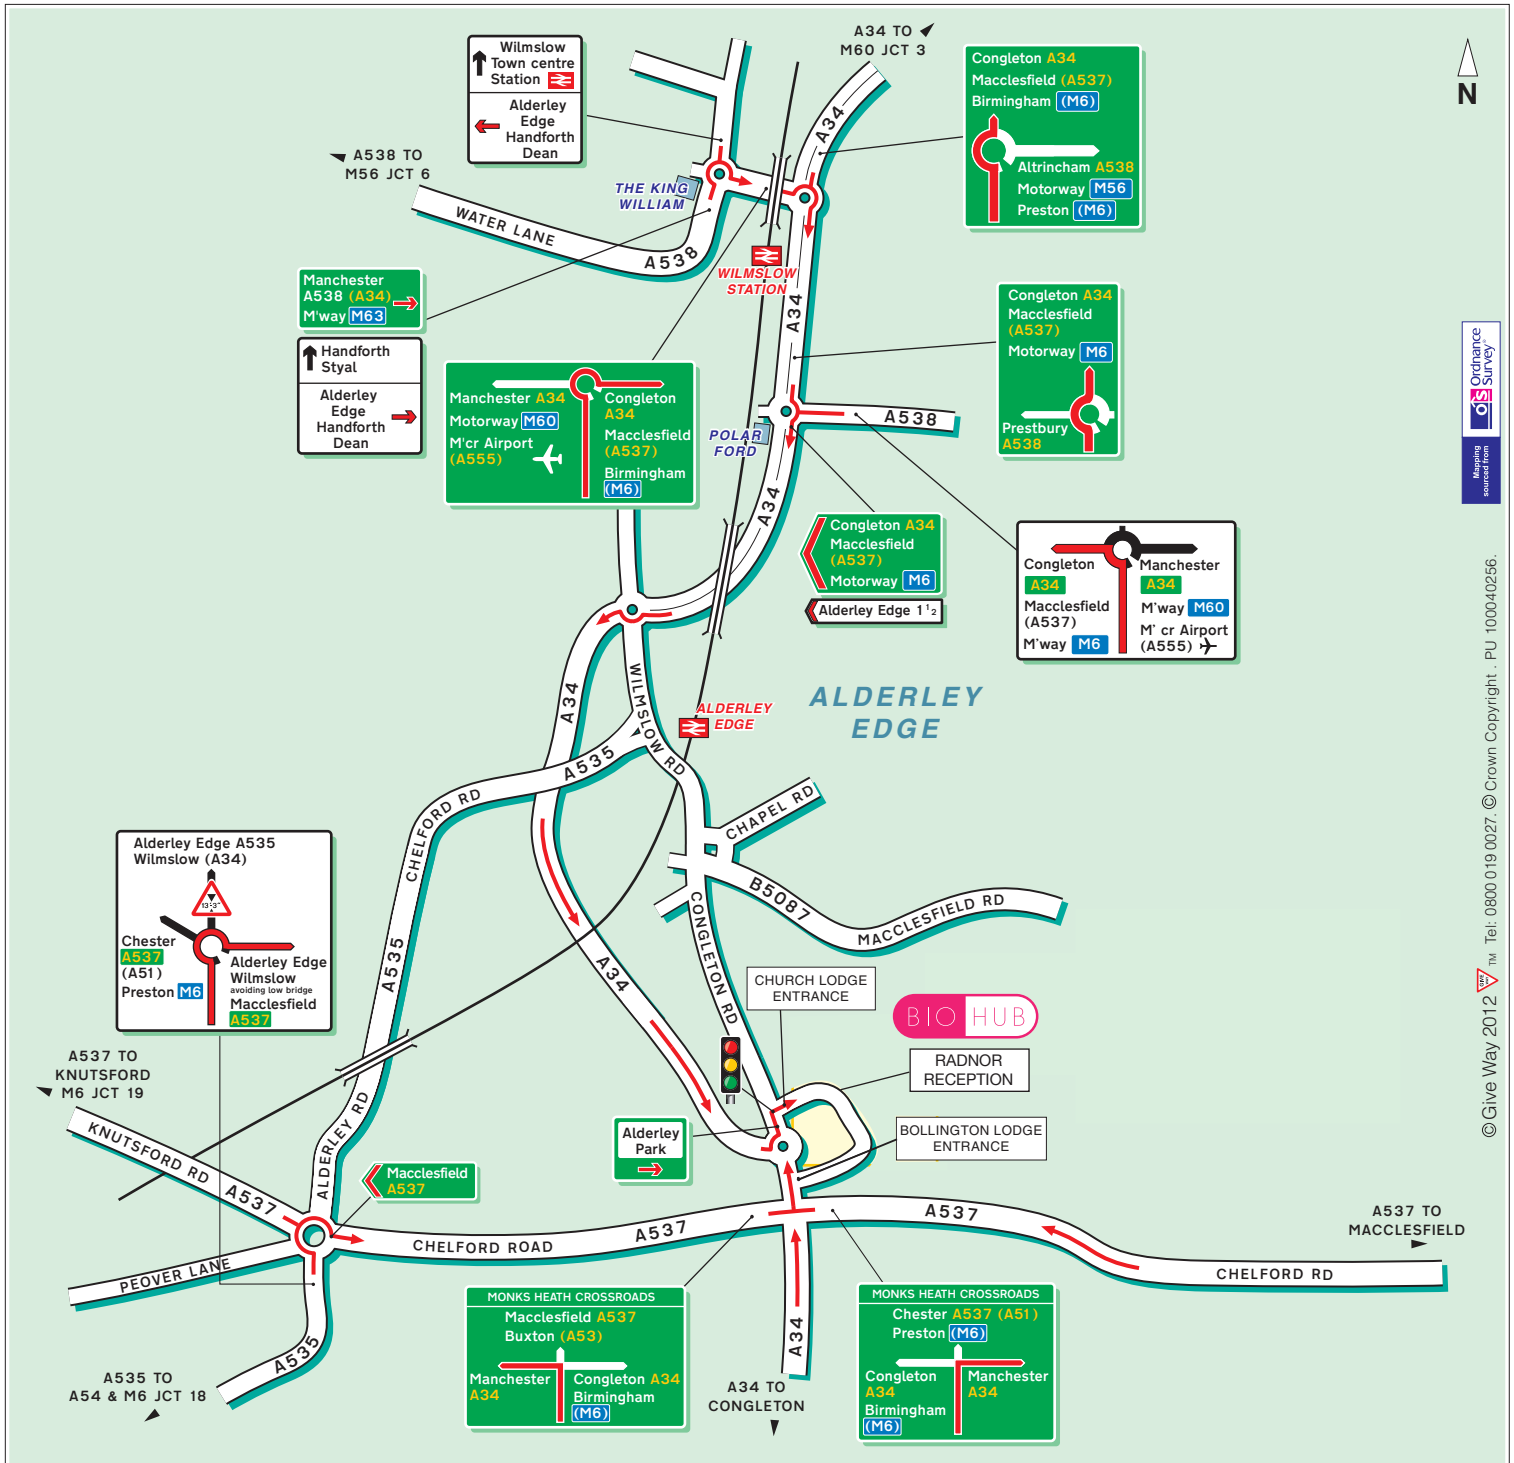 A34 TO
M60 JCT 3
N
Wilmslow
Town centre
Station
Alderley
Edge
Handforth
Dean
Congleton A34
Macclesfield (A537)
Birmingham (M6)
Altrincham A538
Motorway M56
Preston (M6)
A34
A538 TO
M56 JCT 6
THE KING
WILLIAM
WATER LANE
A538
WILMSLOW
STATION
Manchester
A538 (A34)
M'way M63
Handforth
Styal
Alderley
Edge
Handforth
Dean
A34
Congleton A34
Macclesfield
(A537)
Motorway M6
Prestbury
A538
Manchester A34
Motorway M60
M'cr Airport
(A555)
Congleton
A34
Macclesfield
(A537)
Birmingham
(M6)
POLAR
FORD
A538
A34
Congleton A34
Macclesfield
(A537)
Motorway M6
Alderley Edge 1 1/2
Congleton
A34
Macclesfield
(A537)
M'way M6
Manchester
A34
M'way M60
M' cr Airport
(A555)
Ordnance
Survey®
OS
Mapping
sourced from
A34
WILMSLOW RD
ALDERLEY
EDGE
ALDERLEY
EDGE
A535
CHELFORD RD
CHAPEL RD
B5087
MACCLESFIELD RD
Alderley Edge A535
Wilmslow (A34)
13'-3"
Chester
A537
(A51)
Preston M6
Alderley Edge
Wilmslow
avoiding low bridge
Macclesfield
A537
A535
A34
CONGLETON RD
CHURCH LODGE
ENTRANCE
BIO HUB
RADNOR
RECEPTION
BOLLINGTON LODGE
ENTRANCE
A537 TO
KNUTSFORD
M6 JCT 19
KNUTSFORD RD
A537
ALDERLEY RD
Alderley
Park
Macclesfield
A537
CHELFORD ROAD
A537
A537
A537 TO
MACCLESFIELD
CHELFORD RD
PEOVER LANE
A535
A535 TO
A54 & M6 JCT 18
MONKS HEATH CROSSROADS
Macclesfield A537
Buxton (A53)
Manchester
A34
Congleton A34
Birmingham
(M6)
A34
A34 TO
CONGLETON
MONKS HEATH CROSSROADS
Chester A537 (A51)
Preston (M6)
Congleton
A34
Birmingham
(M6)
Manchester
A34
© Give Way 2012 GIVE WAY TM Tel: 0800 019 0027. © Crown Copyright . PU 100040256.